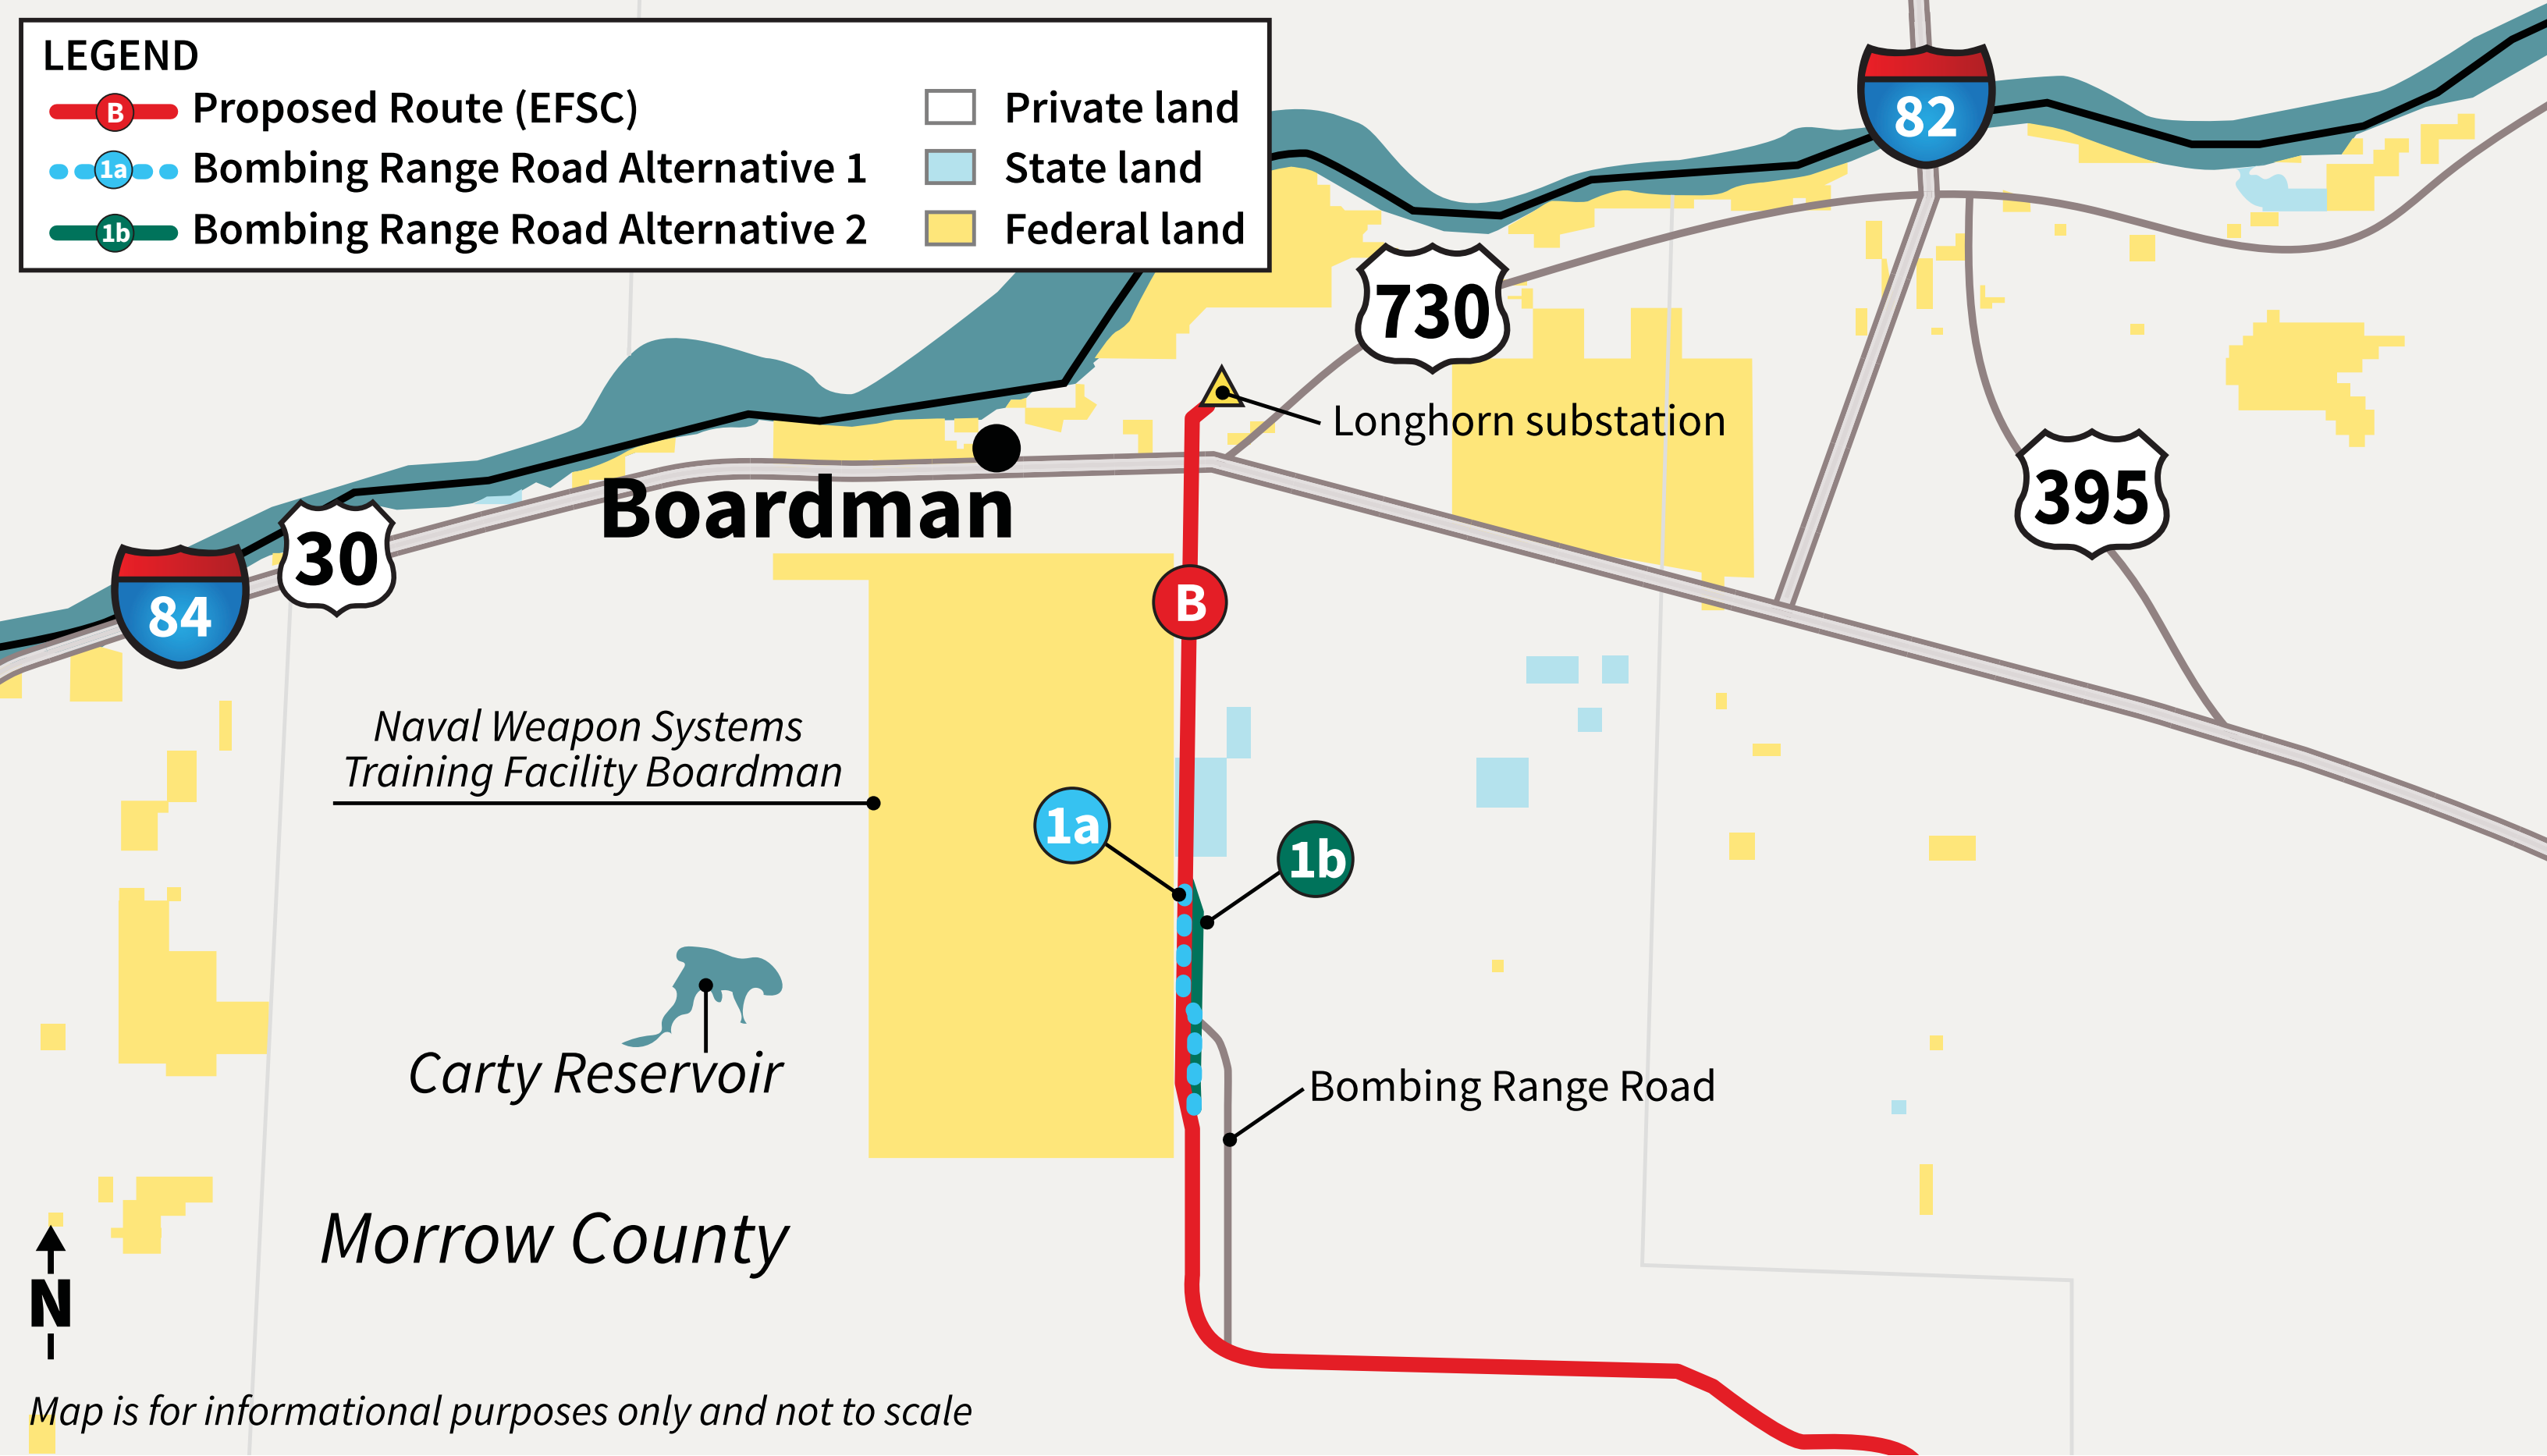 LEGEND
B Proposed Route (EFSC)
1a Bombing Range Road Alternative 1
1b Bombing Range Road Alternative 2
Private land
State land
Federal land
82
730
Longhorn substation
395
Boardman
30
84
B
Naval Weapon Systems
Training Facility Boardman
1a
1b
Carty Reservoir
Bombing Range Road
Morrow County
N
Map is for informational purposes only and not to scale